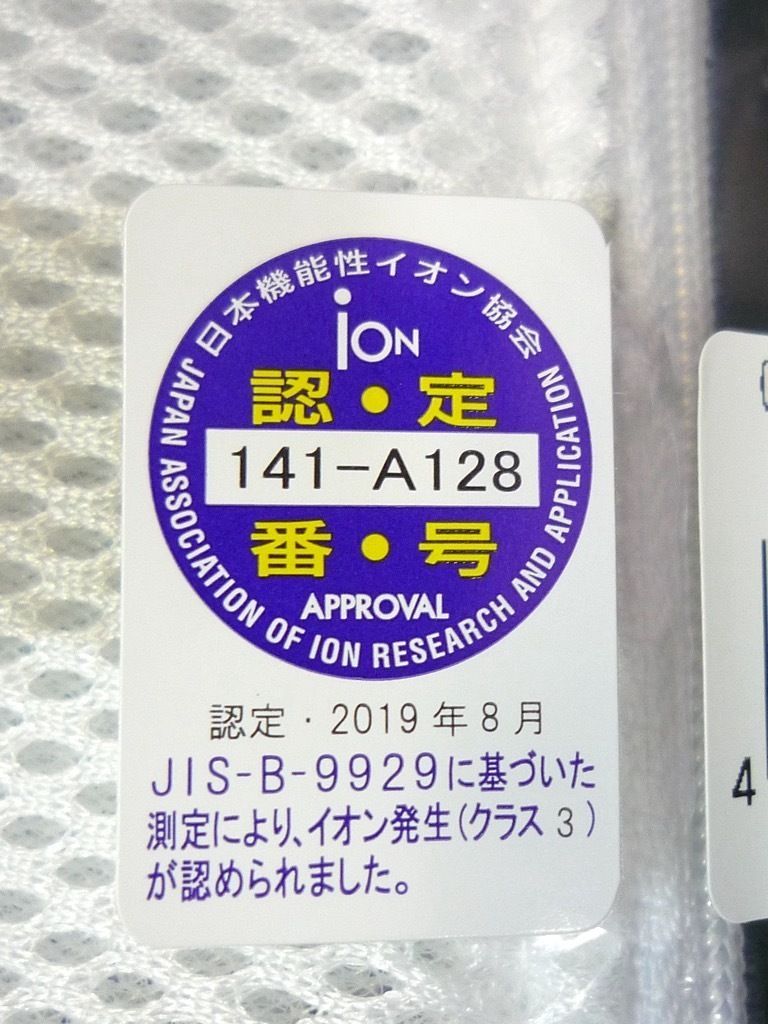 日本機能性イオン協会
iON
認・定
141-A128
番・号
APPROVAL
JAPAN ASSOCIATION OF ION RESEARCH AND APPLICATION
認定・2019年8月
JIS-B-9929に基づいた
測定により、イオン発生(クラス3)
が認められました。
4